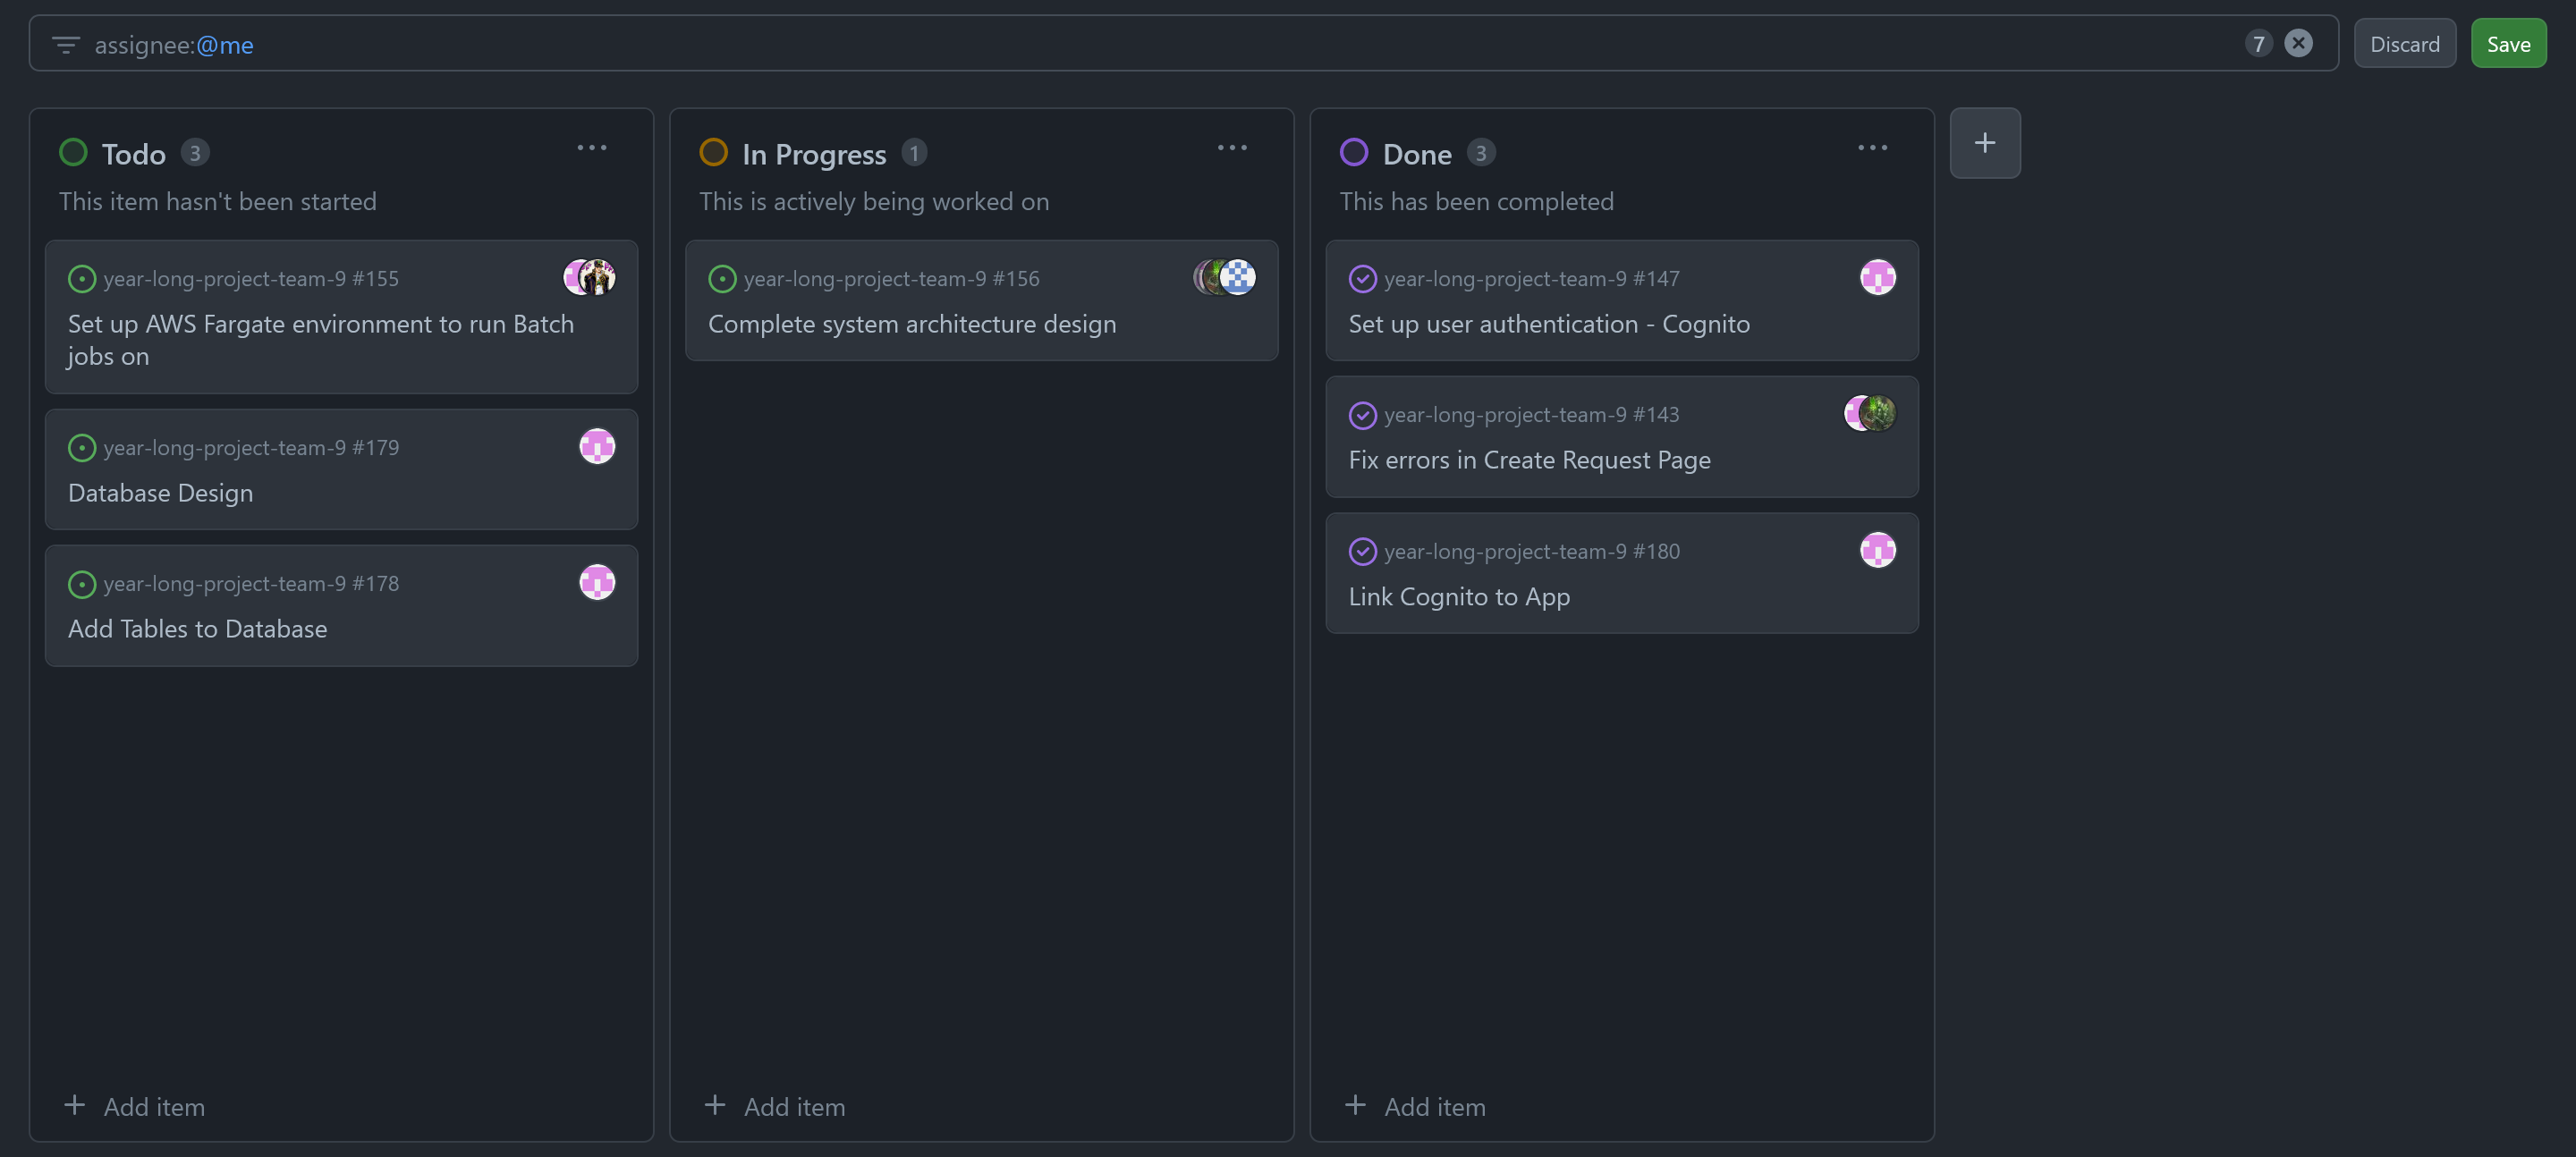 assignee:@me
7
Discard
Save
Todo 3
This item hasn't been started
year-long-project-team-9 #155
Set up AWS Fargate environment to run Batch
jobs on
year-long-project-team-9 #179
Database Design
year-long-project-team-9 #178
Add Tables to Database
+ Add item
In Progress 1
This is actively being worked on
year-long-project-team-9 #156
Complete system architecture design
+ Add item
Done 3
This has been completed
year-long-project-team-9 #147
Set up user authentication - Cognito
year-long-project-team-9 #143
Fix errors in Create Request Page
year-long-project-team-9 #180
Link Cognito to App
+ Add item